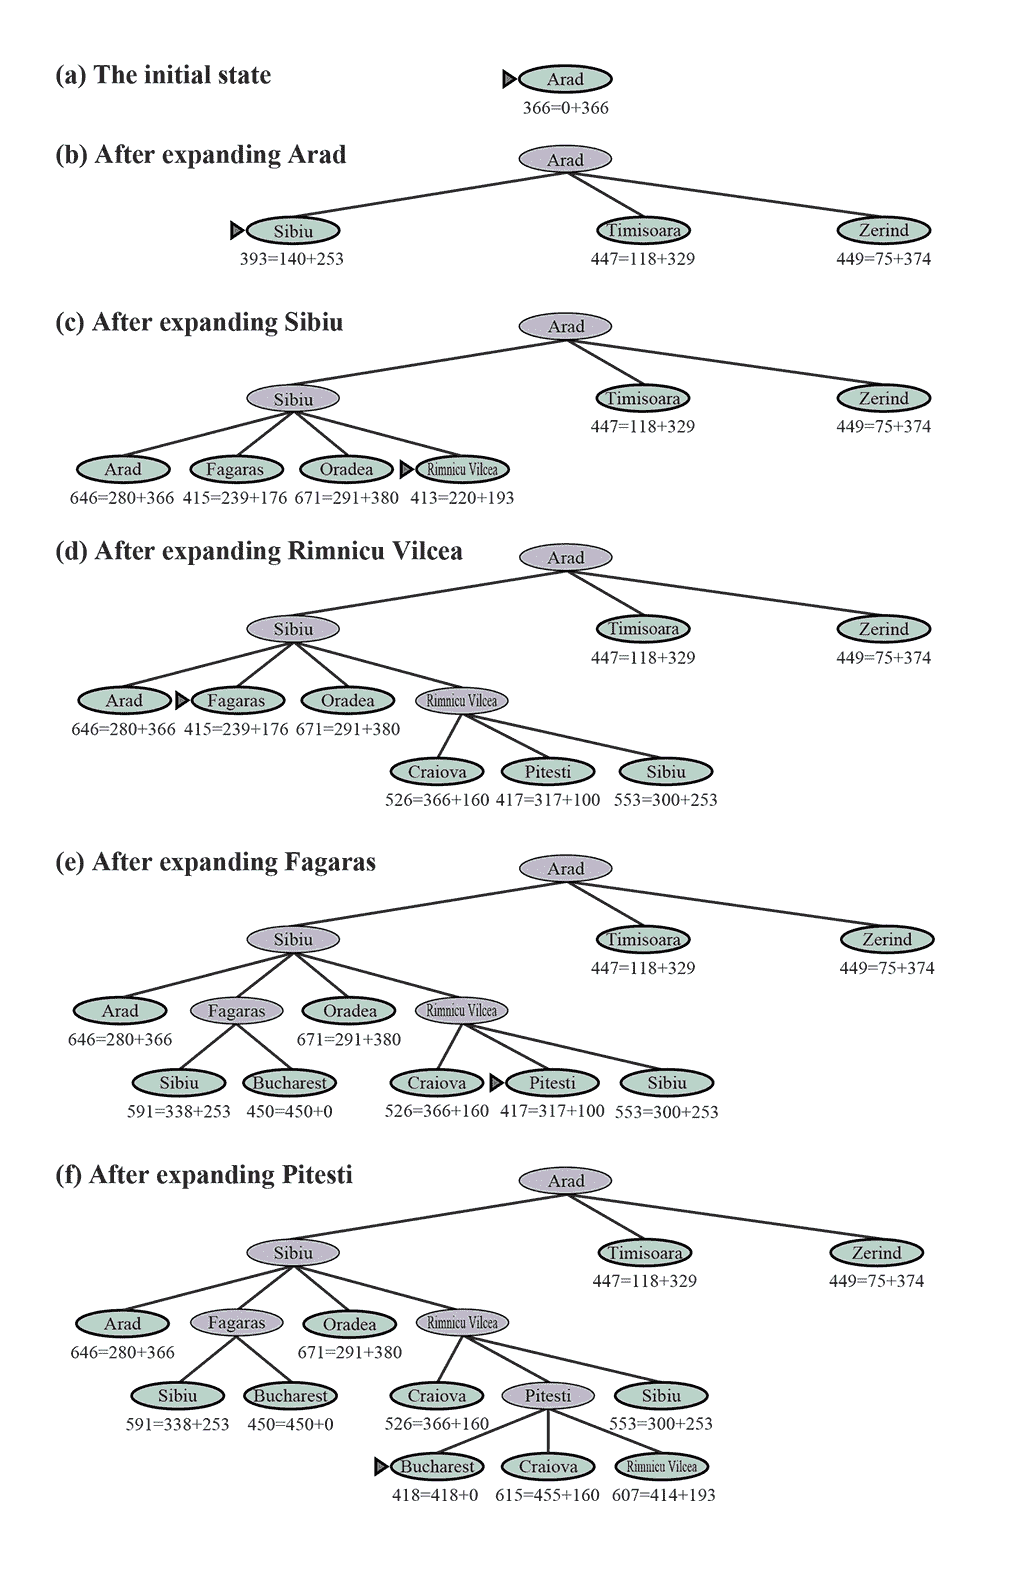 (a) The initial state
Arad
366=0+366
(b) After expanding Arad
Arad
Sibiu Timisoara Zerind
393=140+253 447=118+329 449=75+374
(c) After expanding Sibiu
Arad
Sibiu Timisoara Zerind
447=118+329 449=75+374
Arad Fagaras Oradea Rimnicu Vilcea
646=280+366 415=239+176 671=291+380 413=220+193
(d) After expanding Rimnicu Vilcea
Arad
Sibiu Timisoara Zerind
447=118+329 449=75+374
Arad Fagaras Oradea Rimnicu Vilcea
646=280+366 415=239+176 671=291+380
Craiova Pitesti Sibiu
526=366+160 417=317+100 553=300+253
(e) After expanding Fagaras
Arad
Sibiu Timisoara Zerind
447=118+329 449=75+374
Arad Fagaras Oradea Rimnicu Vilcea
646=280+366 671=291+380
Sibiu Bucharest Craiova Pitesti Sibiu
591=338+253 450=450+0 526=366+160 417=317+100 553=300+253
(f) After expanding Pitesti
Arad
Sibiu Timisoara Zerind
447=118+329 449=75+374
Arad Fagaras Oradea Rimnicu Vilcea
646=280+366 671=291+380
Sibiu Bucharest Craiova Pitesti Sibiu
591=338+253 450=450+0 526=366+160 553=300+253
Bucharest Craiova Rimnicu Vilcea
418=418+0 615=455+160 607=414+193